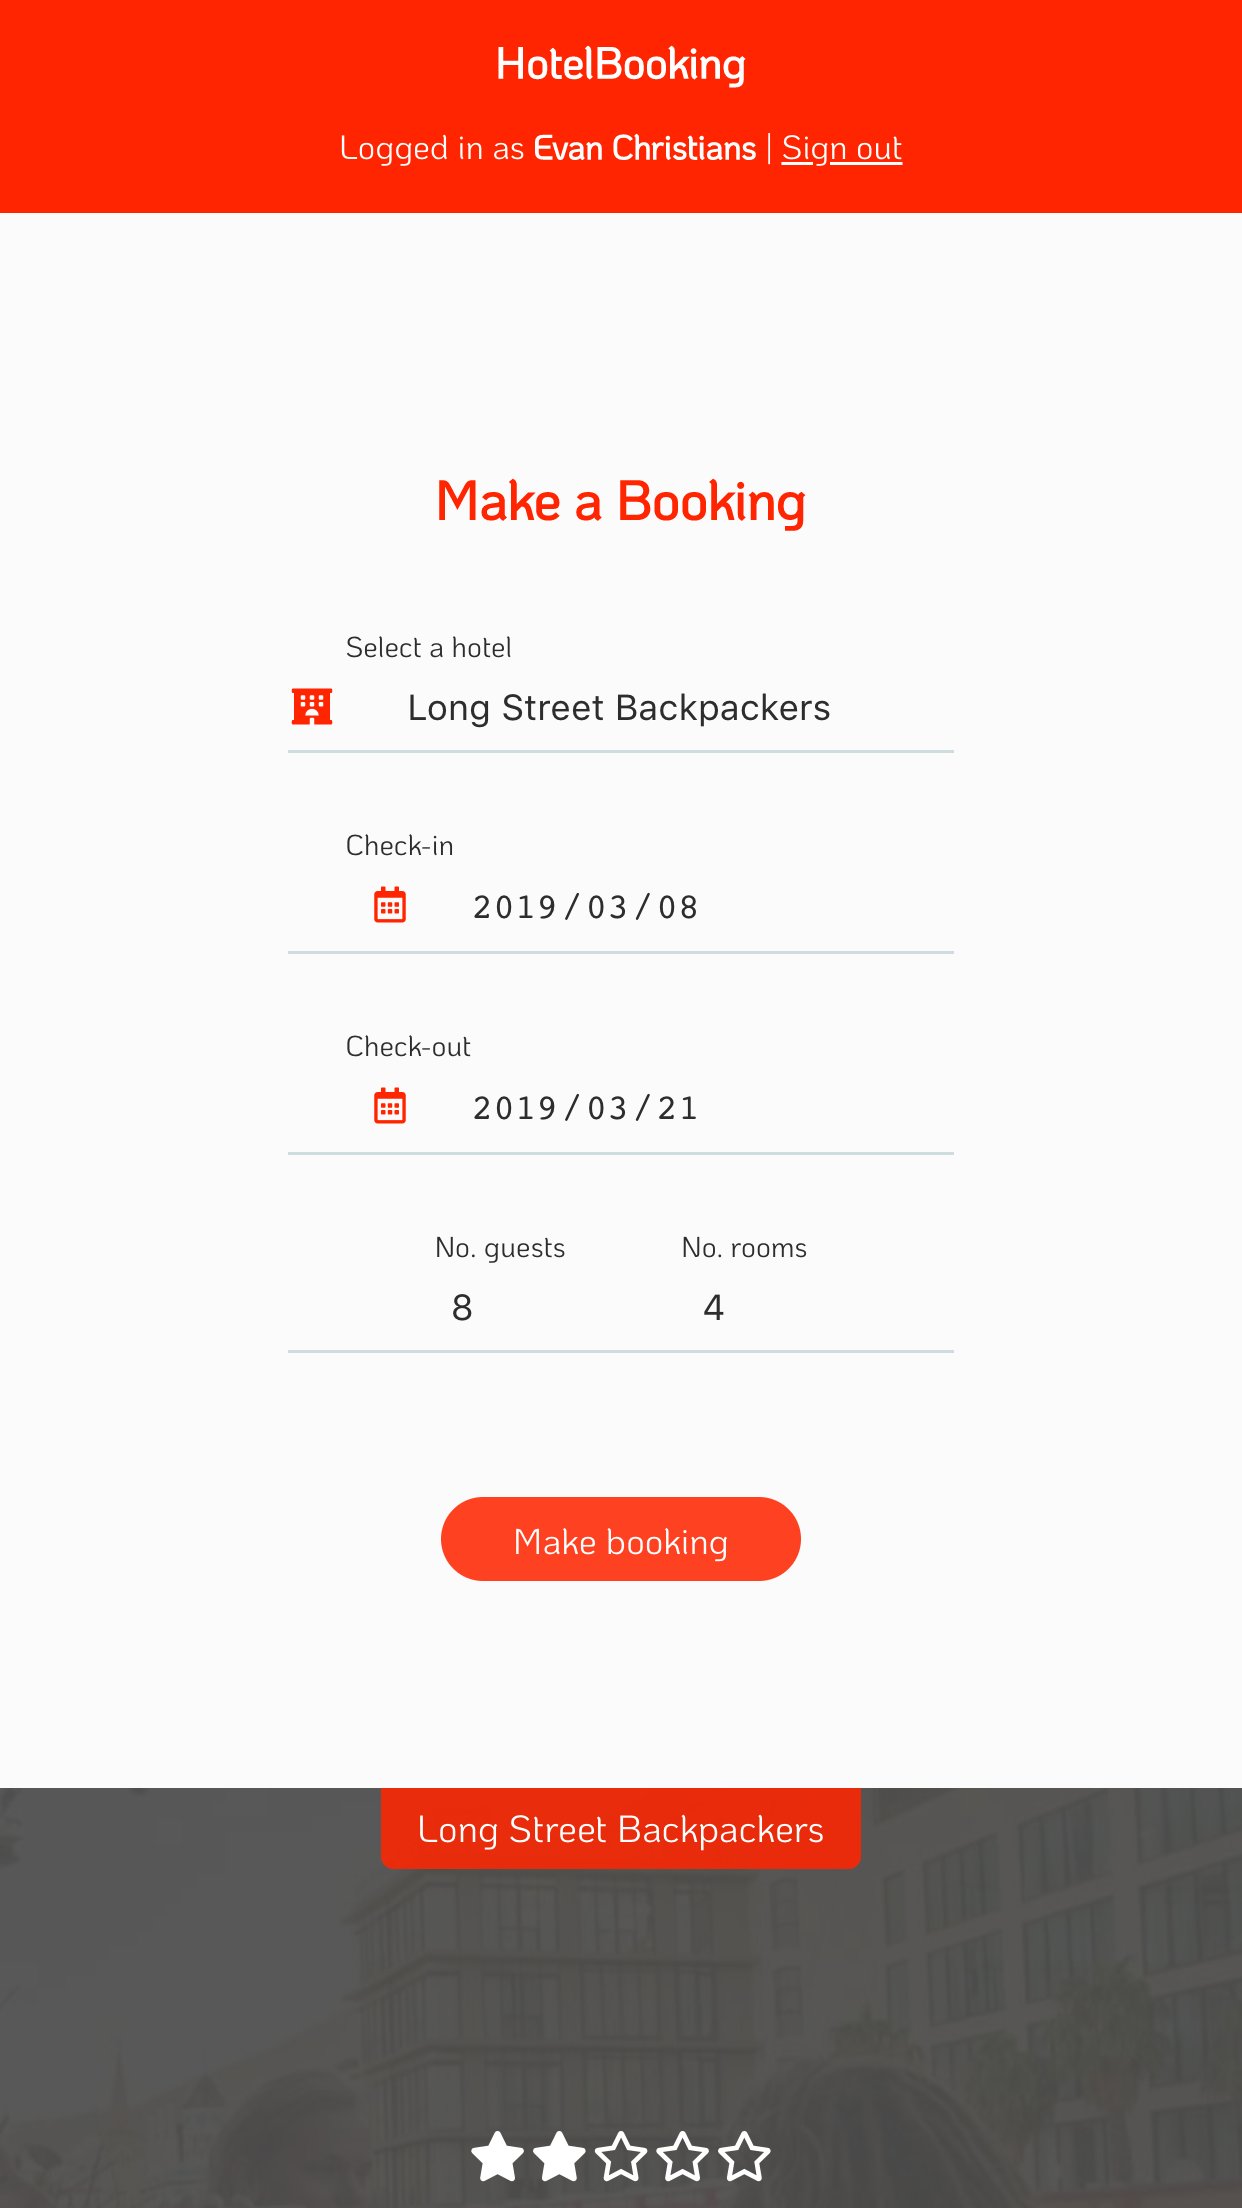 HotelBooking
Logged in as Evan Christians | Sign out
Make a Booking
Select a hotel
Long Street Backpackers
Check-in
2019/03/08
Check-out
2019/03/21
No. guests No. rooms
8 4
Make booking
Long Street Backpackers